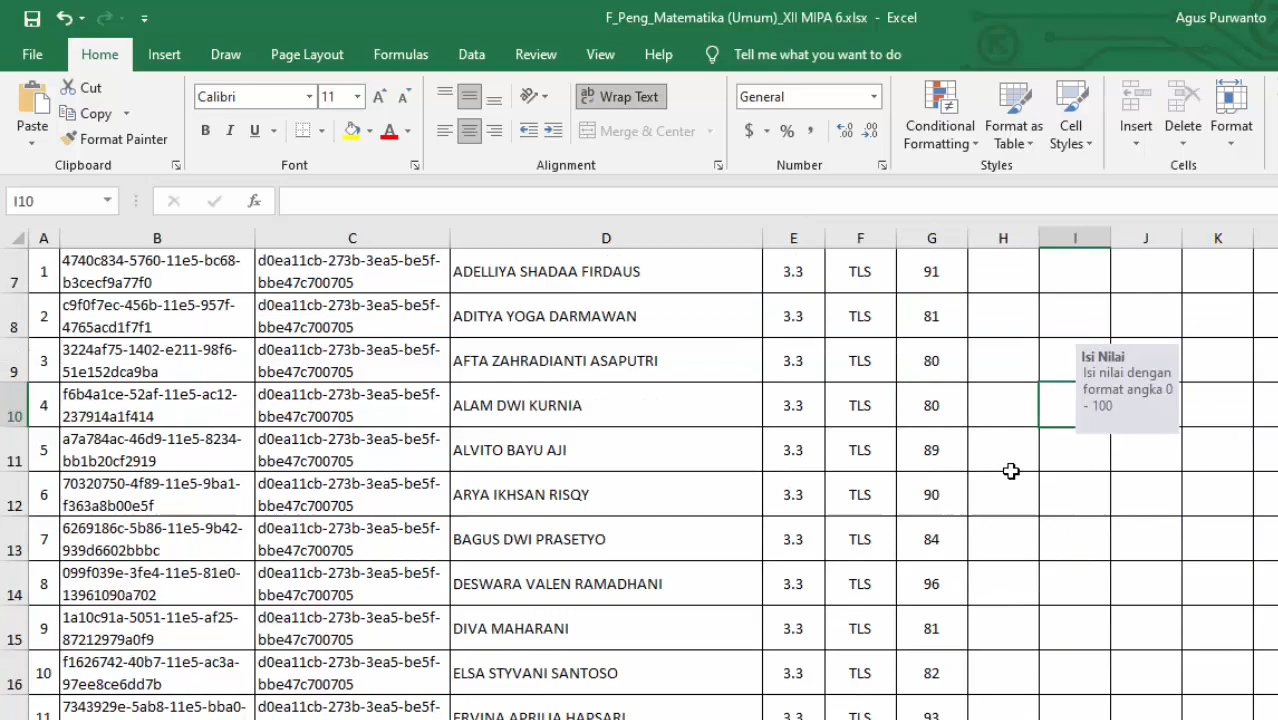 F_Peng_Matematika (Umum)_XII MIPA 6.xlsx - Excel
Agus Purwanto
File Home Insert Draw Page Layout Formulas Data Review View Help Tell me what you want to do
Paste
Cut
Copy
Format Painter
Clipboard
Calibri 11
B I U
Font
Wrap Text
Merge & Center
Alignment
General
$ % ,
Number
Conditional Formatting
Format as Table
Cell Styles
Styles
Insert
Delete
Format
Cells
I10
fx
A B C D E F G H I J K
7 1 4740c834-5760-11e5-bc68- d0ea11cb-273b-3ea5-be5f- ADELLIYA SHADAA FIRDAUS 3.3 TLS 91
b3cecf9a77f0 bbe47c700705
8 2 c9f0f7ec-456b-11e5-957f- d0ea11cb-273b-3ea5-be5f- ADITYA YOGA DARMAWAN 3.3 TLS 81
4765acd1f7f1 bbe47c700705
9 3 3224af75-1402-e211-98f6- d0ea11cb-273b-3ea5-be5f- AFTA ZAHRADIANTI ASAPUTRI 3.3 TLS 80
51e152dca9ba bbe47c700705
Isi Nilai
Isi nilai dengan
format angka 0
- 100
10 4 f6b4a1ce-52af-11e5-ac12- d0ea11cb-273b-3ea5-be5f- ALAM DWI KURNIA 3.3 TLS 80
237914a1f414 bbe47c700705
11 5 a7a784ac-46d9-11e5-8234- d0ea11cb-273b-3ea5-be5f- ALVITO BAYU AJI 3.3 TLS 89
bb1b20cf2919 bbe47c700705
12 6 70320750-4f89-11e5-9ba1- d0ea11cb-273b-3ea5-be5f- ARYA IKHSAN RISQY 3.3 TLS 90
f363a8b00e5f bbe47c700705
13 7 6269186c-5b86-11e5-9b42- d0ea11cb-273b-3ea5-be5f- BAGUS DWI PRASETYO 3.3 TLS 84
939d6602bbbc bbe47c700705
14 8 099f039e-3fe4-11e5-81e0- d0ea11cb-273b-3ea5-be5f- DESWARA VALEN RAMADHANI 3.3 TLS 96
13961090a702 bbe47c700705
15 9 1a10c91a-5051-11e5-af25- d0ea11cb-273b-3ea5-be5f- DIVA MAHARANI 3.3 TLS 81
87212979a0f9 bbe47c700705
16 10 f1626742-40b7-11e5-ac3a- d0ea11cb-273b-3ea5-be5f- ELSA STYVANI SANTOSO 3.3 TLS 82
97ee8ce6dd7b bbe47c700705
11 7343929e-5ab8-11e5-bba0- d0ea11cb-273b-3ea5-be5f- ERVINA APRILIA HAPSARI 3.3 TLS 93